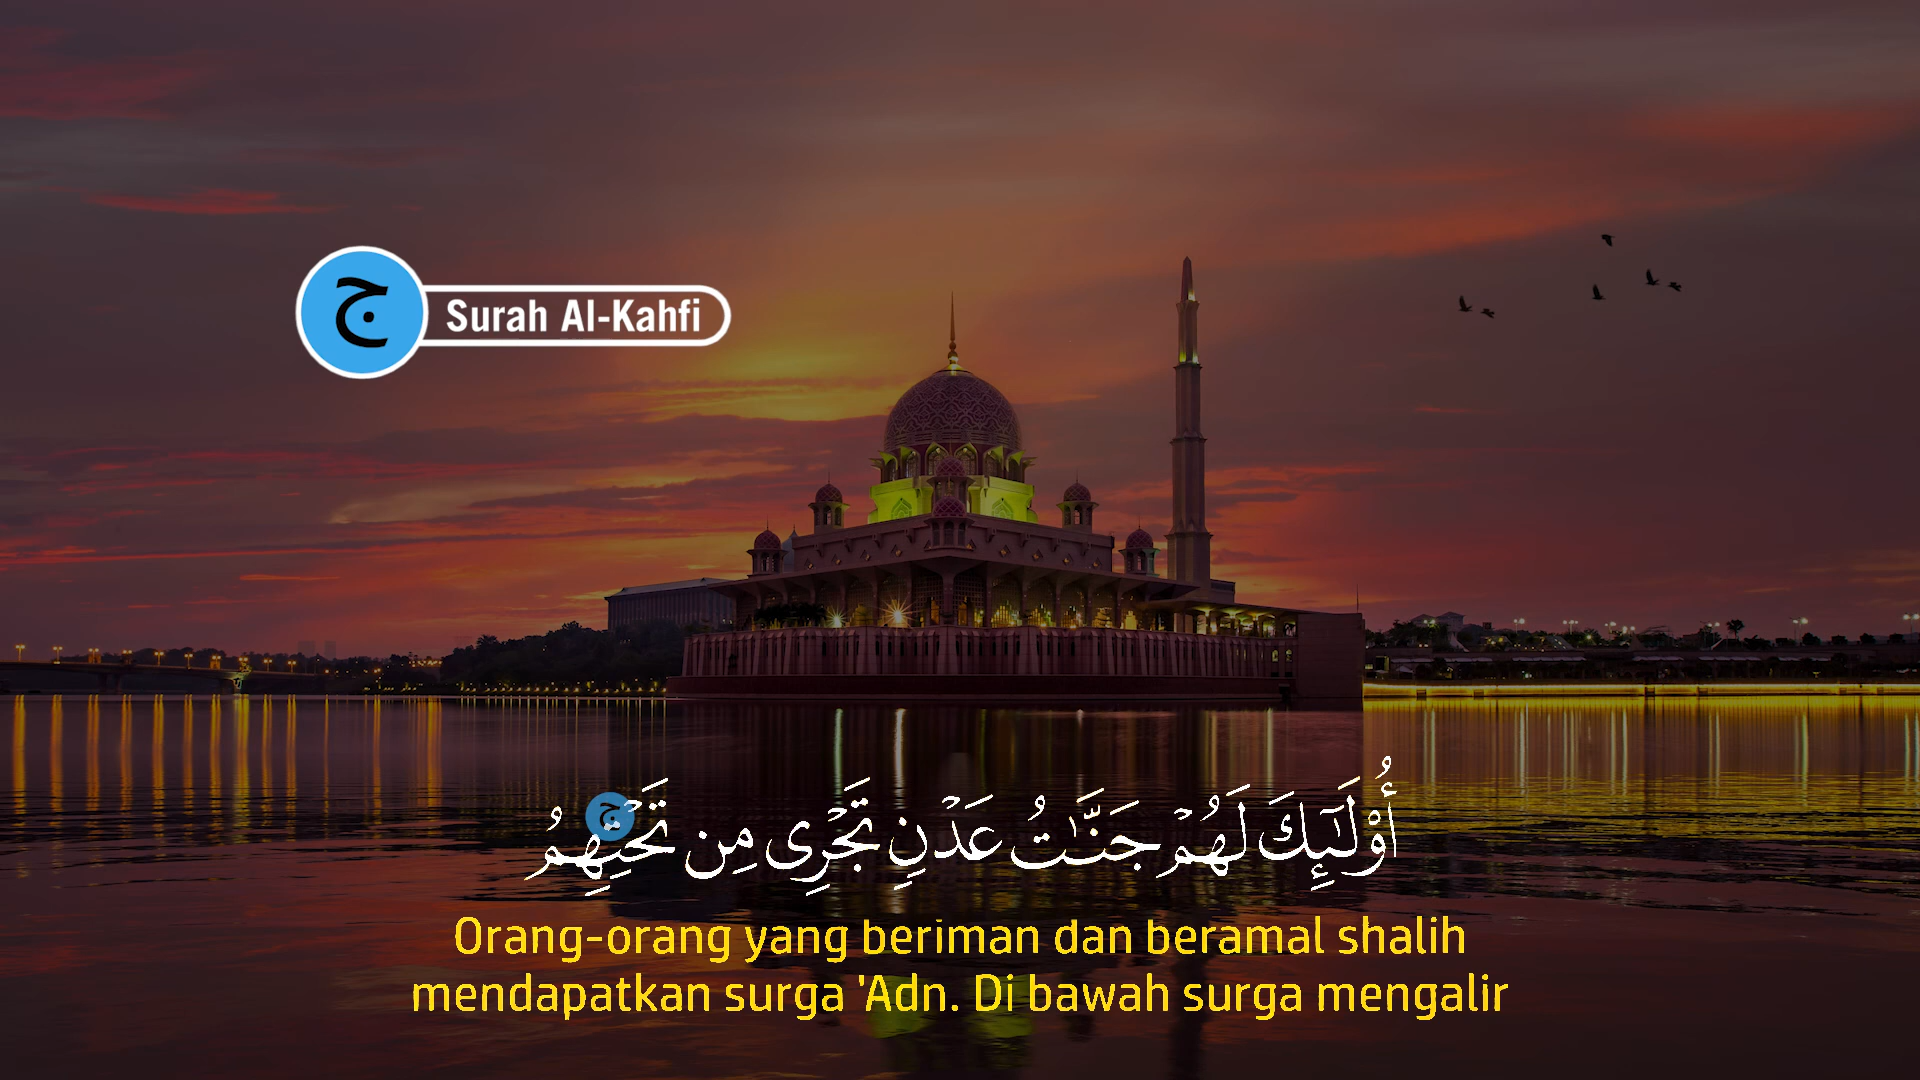 ج
Surah Al-Kahfi
أُو۟لَـٰٓئِكَ لَهُمْ جَنَّـٰتُ عَدْنٍ تَجْرِى مِن تَحْتِهِمُ
ج
Orang-orang yang beriman dan beramal shalih
mendapatkan surga 'Adn. Di bawah surga mengalir